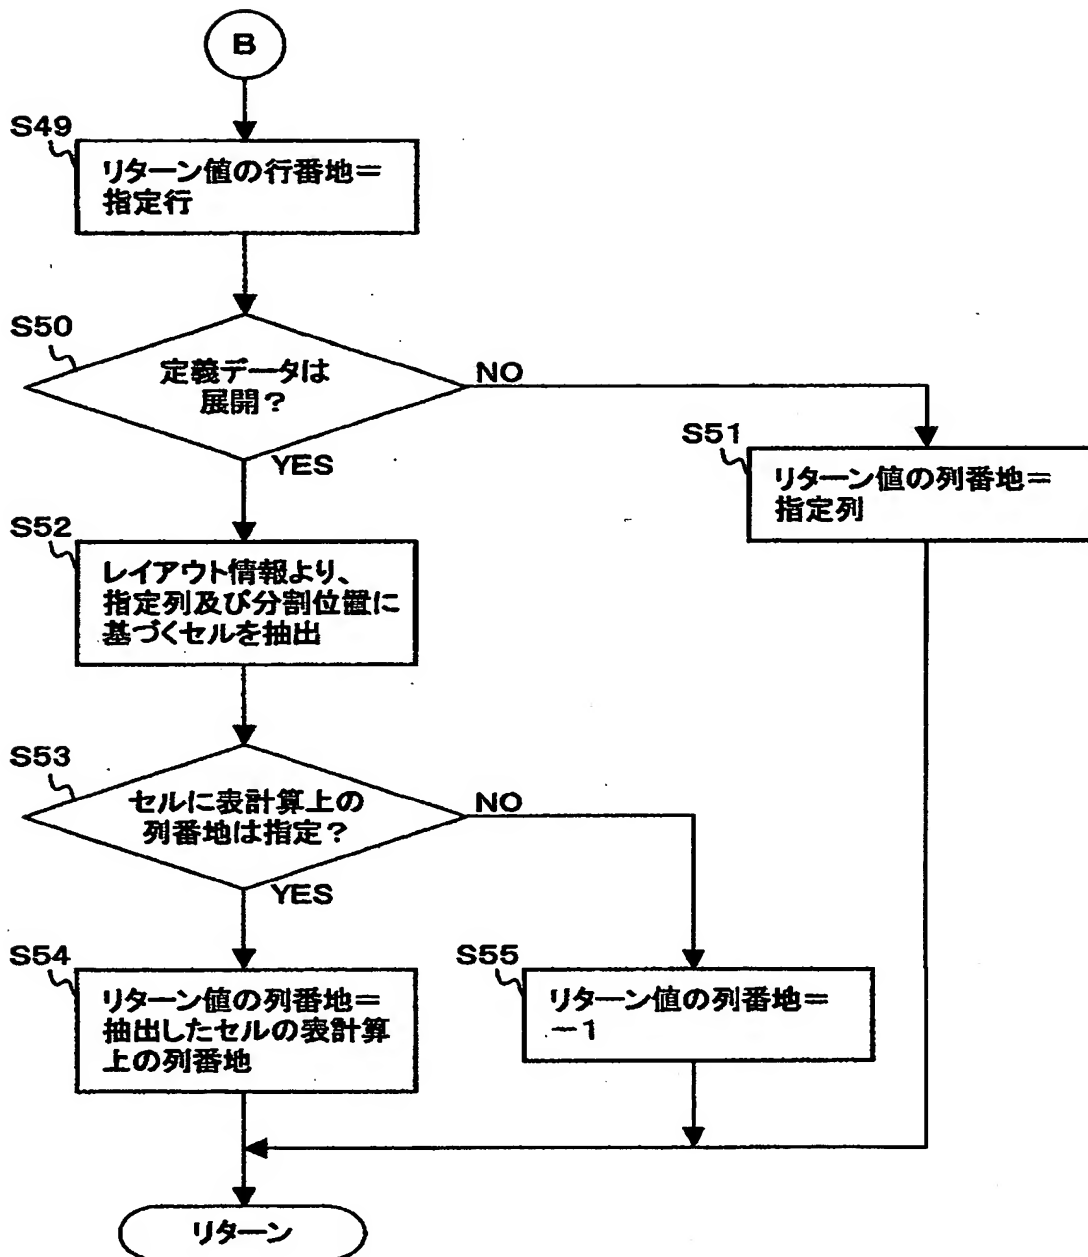 B
S49
リターン値の行番地=
指定行
S50
定義データは
展開?
NO
YES
S51
リターン値の列番地=
指定列
S52
レイアウト情報より、
指定列及び分割位置に
基づくセルを抽出
S53
セルに表計算上の
列番地は指定?
NO
YES
S54
リターン値の列番地=
抽出したセルの表計算
上の列番地
S55
リターン値の列番地=
-1
リターン